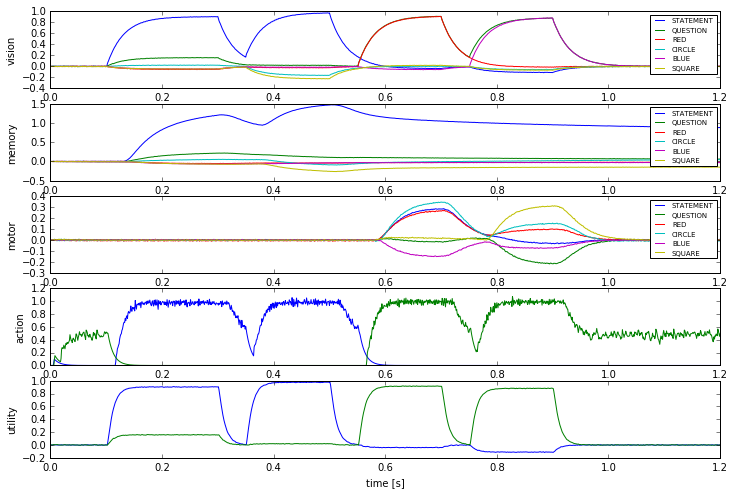 1.0
0.8
0.6
0.4
0.2
0.0
−0.2
−0.4
vision
STATEMENT
QUESTION
RED
CIRCLE
BLUE
SQUARE
0.0 0.2 0.4 0.6 0.8 1.0 1.2
1.5
1.0
0.5
0.0
−0.5
memory
STATEMENT
QUESTION
RED
CIRCLE
BLUE
SQUARE
0.0 0.2 0.4 0.6 0.8 1.0 1.2
0.4
0.3
0.2
0.1
0.0
−0.1
−0.2
−0.3
motor
STATEMENT
QUESTION
RED
CIRCLE
BLUE
SQUARE
0.0 0.2 0.4 0.6 0.8 1.0 1.2
1.2
1.0
0.8
0.6
0.4
0.2
0.0
action
0.0 0.2 0.4 0.6 0.8 1.0 1.2
1.0
0.8
0.6
0.4
0.2
0.0
−0.2
utility
0.0 0.2 0.4 0.6 0.8 1.0 1.2
time [s]